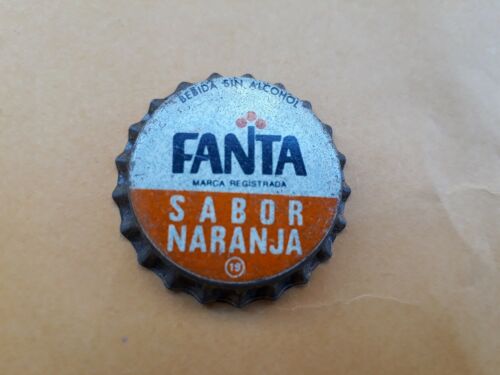 BEBIDA SIN ALCOHOL
FANTA
MARCA REGISTRADA
SABOR
NARANJA
19